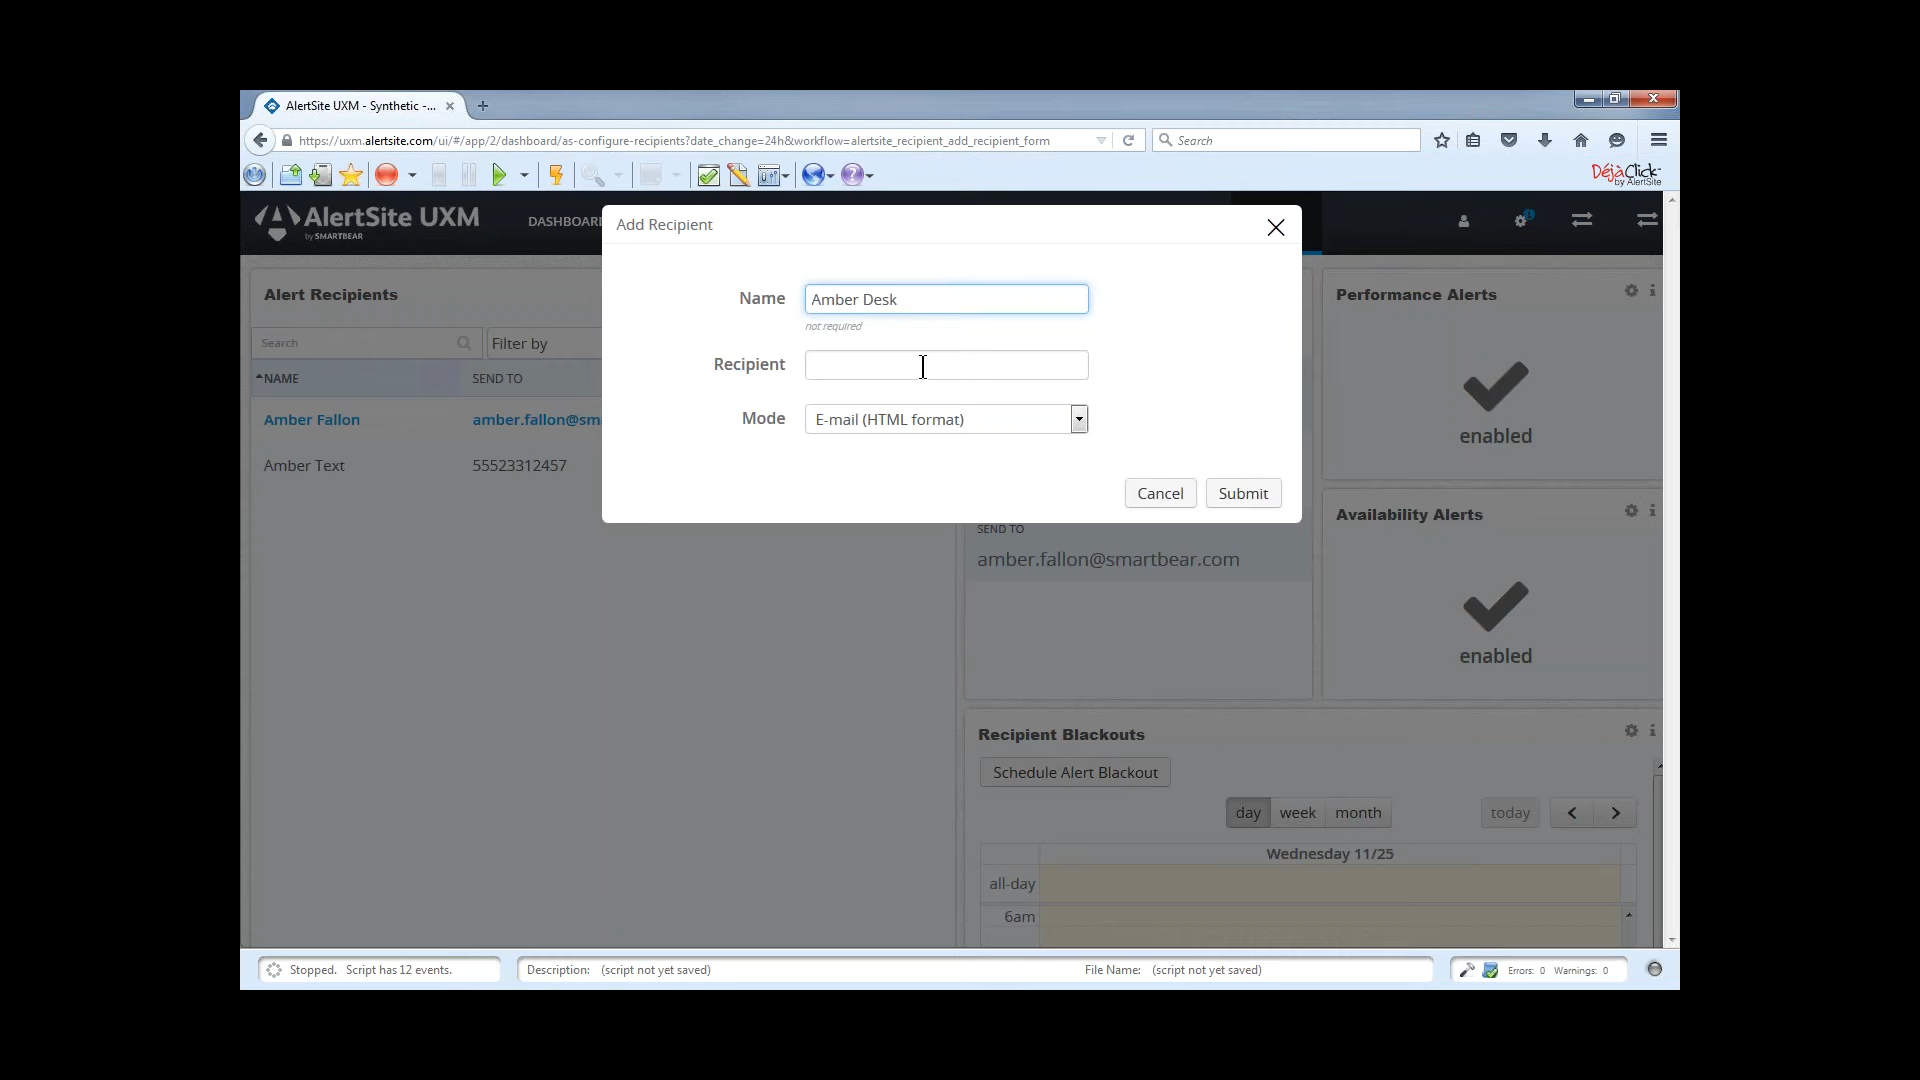 AlertSite UXM - Synthetic -...
https://uxm.alertsite.com/ui/#/app/2/dashboard/as-configure-recipients?date_change=24h&workflow=alertsite_recipient_add_recipient_form
Search
DéjàClick
by AlertSite
AlertSite UXM
by SMARTBEAR
DASHBOAR
Add Recipient
Name
Amber Desk
not required
Recipient
Mode
E-mail (HTML format)
Cancel
Submit
Alert Recipients
Search
Filter by
NAME
SEND TO
Amber Fallon
amber.fallon@sm
Amber Text
55523312457
SEND TO
amber.fallon@smartbear.com
Performance Alerts
enabled
Availability Alerts
enabled
Recipient Blackouts
Schedule Alert Blackout
day
week
month
today
Wednesday 11/25
all-day
6am
Stopped. Script has 12 events.
Description: (script not yet saved)
File Name: (script not yet saved)
Errors: 0 Warnings: 0